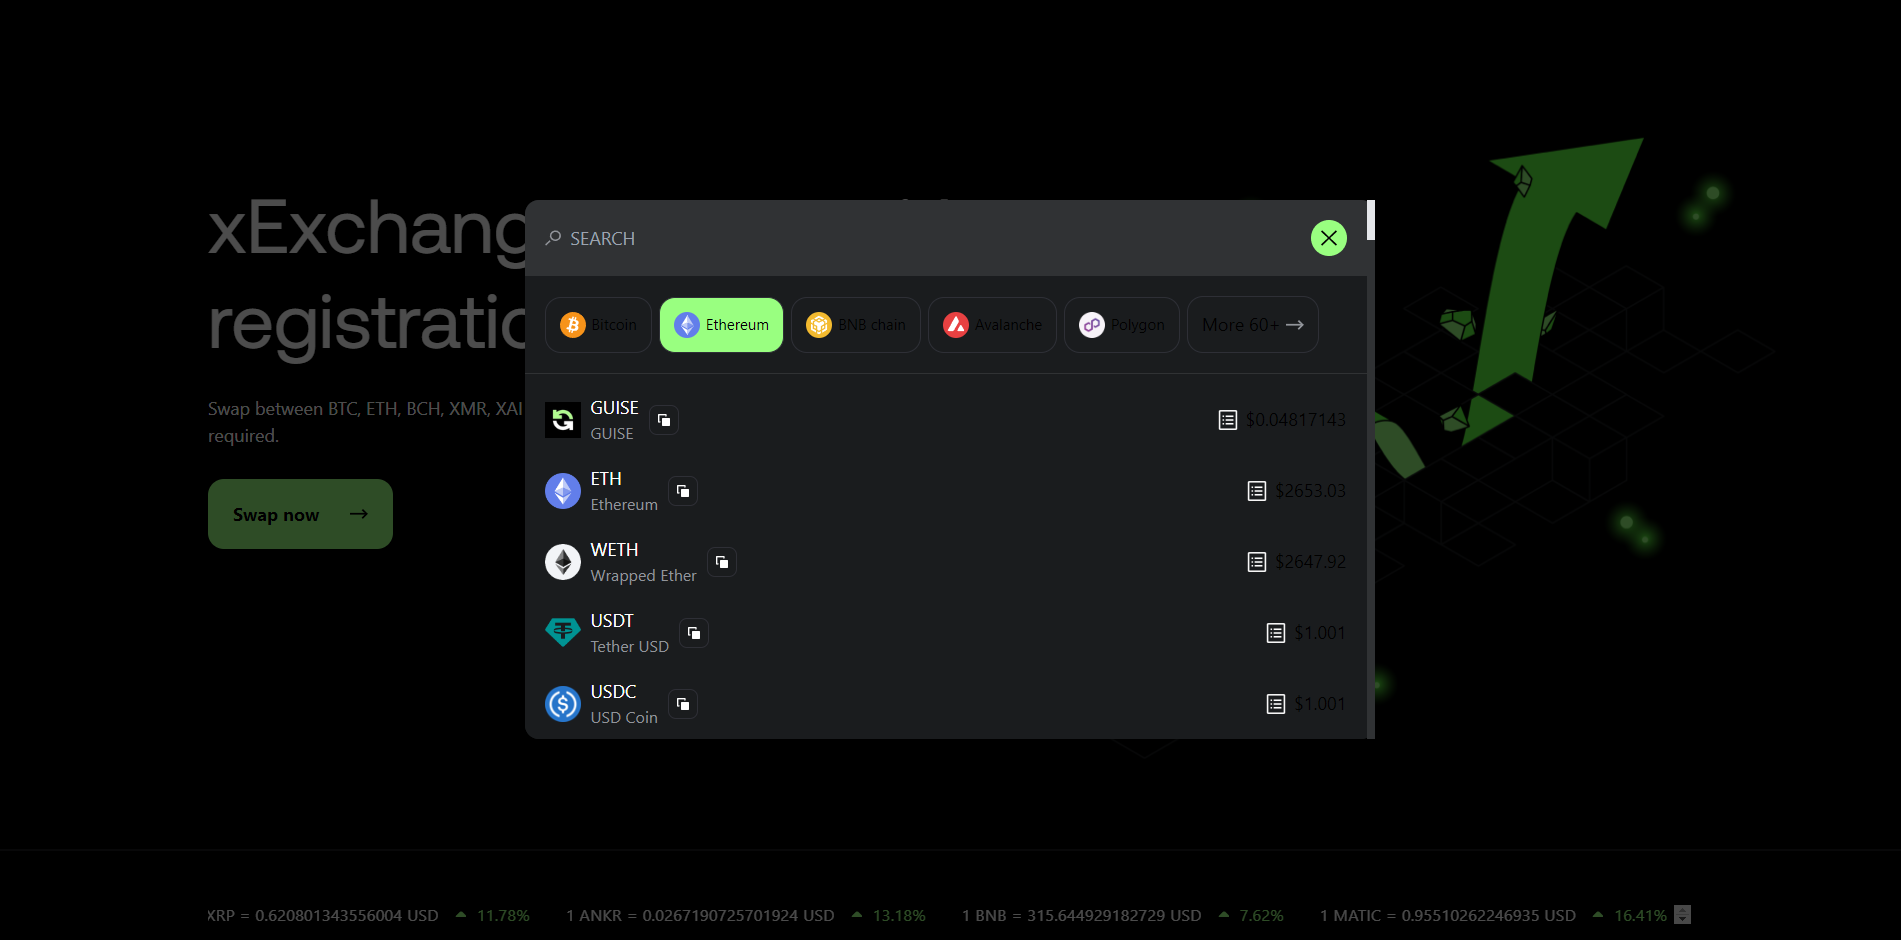 xExchang
registratio
Swap between BTC, ETH, BCH, XMR, XAI
required.
Swap now
SEARCH
Bitcoin
Ethereum
BNB chain
Avalanche
Polygon
More 60+
GUISE
GUISE
$0.04817143
ETH
Ethereum
$2653.03
WETH
Wrapped Ether
$2647.92
USDT
Tether USD
$1.001
USDC
USD Coin
$1.001
XRP = 0.620801343556004 USD 11.78% 1 ANKR = 0.0267190725701924 USD 13.18% 1 BNB = 315.644929182729 USD 7.62% 1 MATIC = 0.95510262246935 USD 16.41%